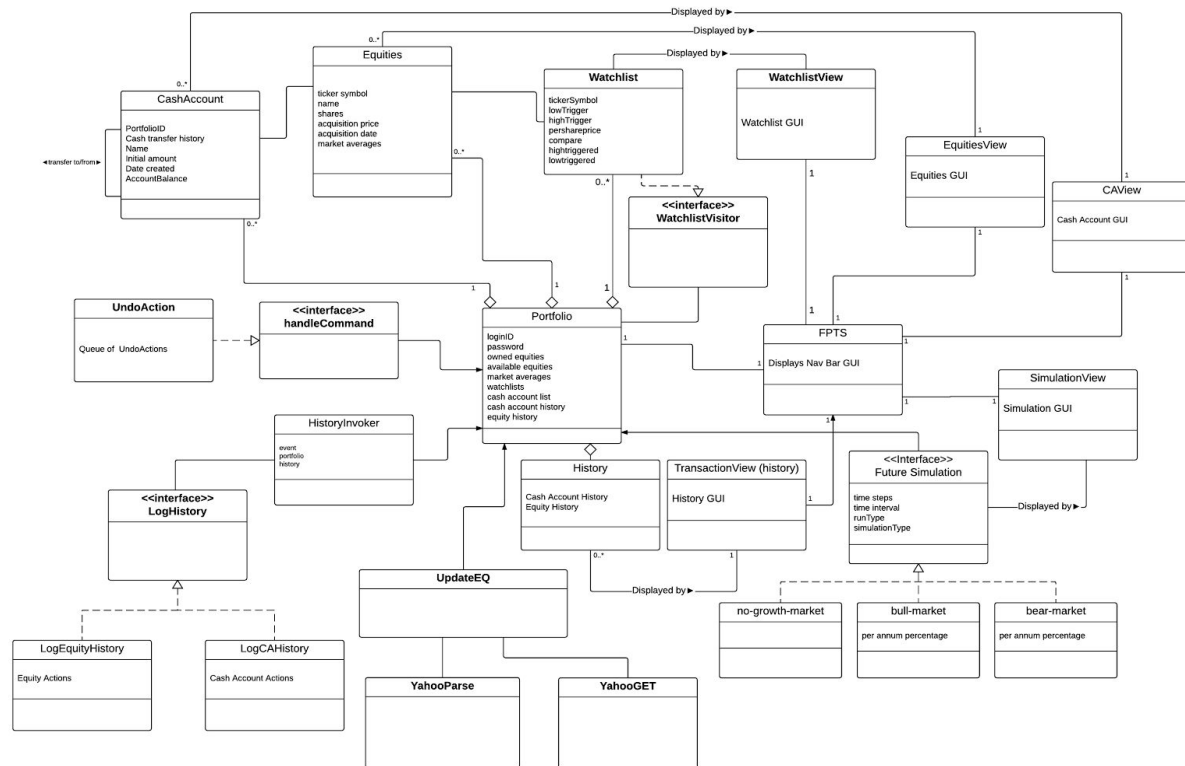 Displayed by►
Displayed by►
Displayed by►
0..*
0..*
CashAccount
PortfolioID
Cash transfer history
Name
Initial amount
Date created
AccountBalance
◄transfer to/from►
0..*
Equities
ticker symbol
name
shares
acquisition price
acquisition date
market averages
0..*
Watchlist
tickerSymbol
lowTrigger
highTrigger
pershareprice
compare
hightriggered
lowtriggered
0..*
WatchlistView
Watchlist GUI
1
1
EquitiesView
Equities GUI
1
1
CAView
Cash Account GUI
1
<<interface>>
WatchlistVisitor
1
1
1
1
1
1
UndoAction
Queue of UndoActions
<<interface>>
handleCommand
Portfolio
loginID
password
owned equities
available equities
market averages
watchlists
cash account list
cash account history
equity history
1
1
FPTS
Displays Nav Bar GUI
1
1
1
SimulationView
Simulation GUI
HistoryInvoker
event
portfolio
history
<<interface>>
LogHistory
History
Cash Account History
Equity History
0..*
TransactionView (history)
History GUI
1
1
Displayed by►
<<Interface>>
Future Simulation
time steps
time interval
runType
simulationType
Displayed by►
UpdateEQ
no-growth-market
bull-market
per annum percentage
bear-market
per annum percentage
LogEquityHistory
Equity Actions
LogCAHistory
Cash Account Actions
YahooParse
YahooGET